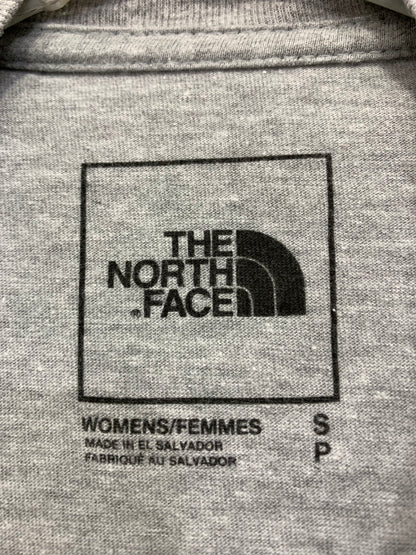 THE
NORTH
®FACE
WOMENS/FEMMES S
MADE IN EL SALVADOR
FABRIQUÉ AU SALVADOR P